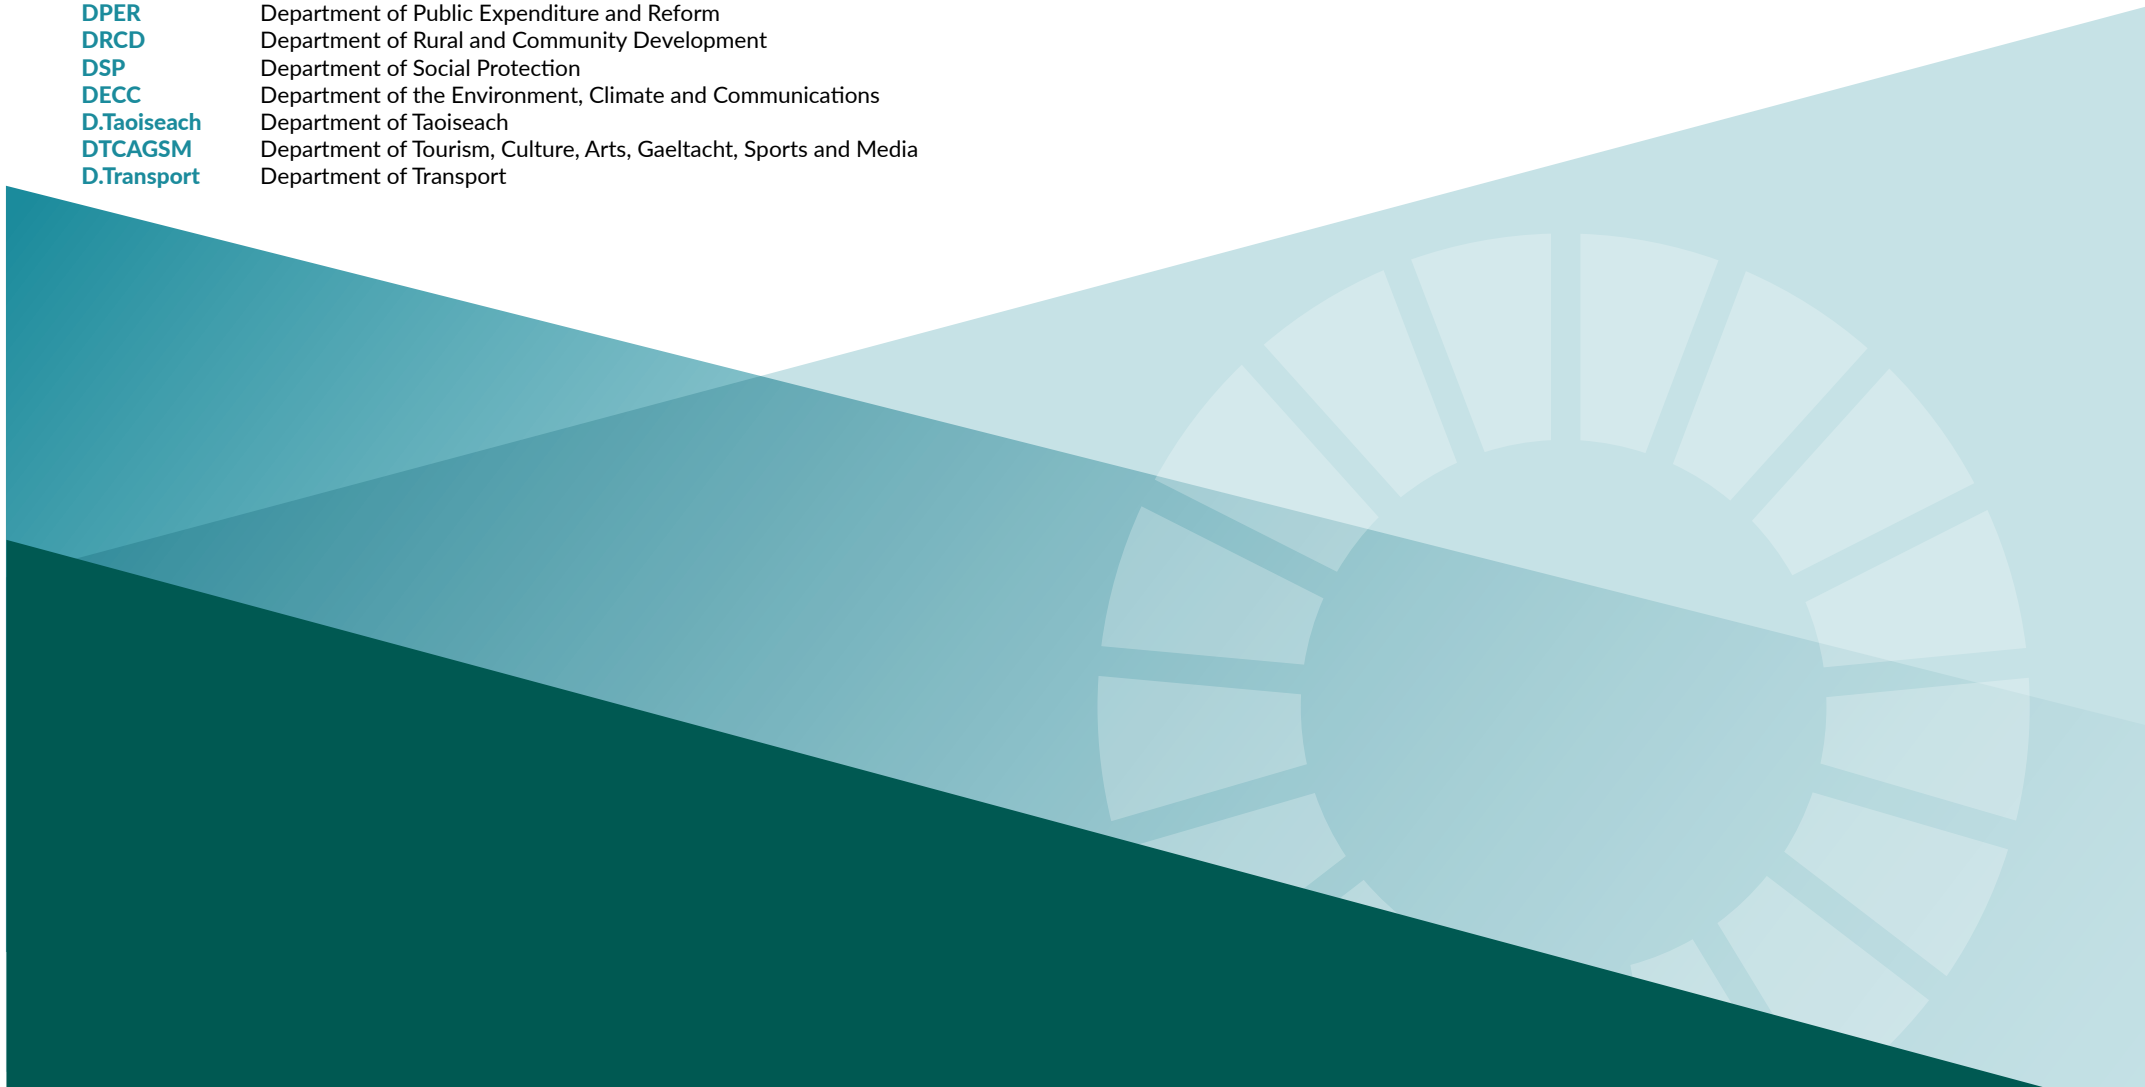 DPER Department of Public Expenditure and Reform
DRCD Department of Rural and Community Development
DSP Department of Social Protection
DECC Department of the Environment, Climate and Communications
D.Taoiseach Department of Taoiseach
DTCAGSM Department of Tourism, Culture, Arts, Gaeltacht, Sports and Media
D.Transport Department of Transport